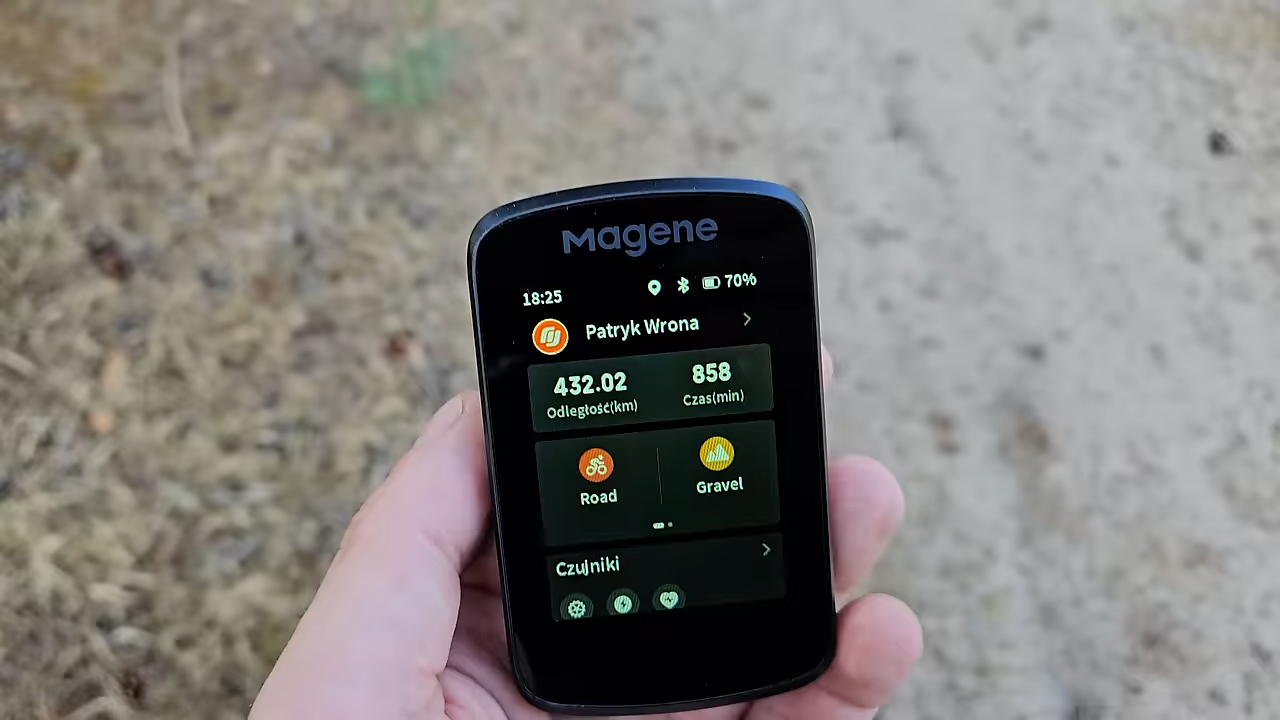 Magene
18:25 70%
Patryk Wrona
432.02 858
Odległość(km) Czas(min)
Road Gravel
Czujniki